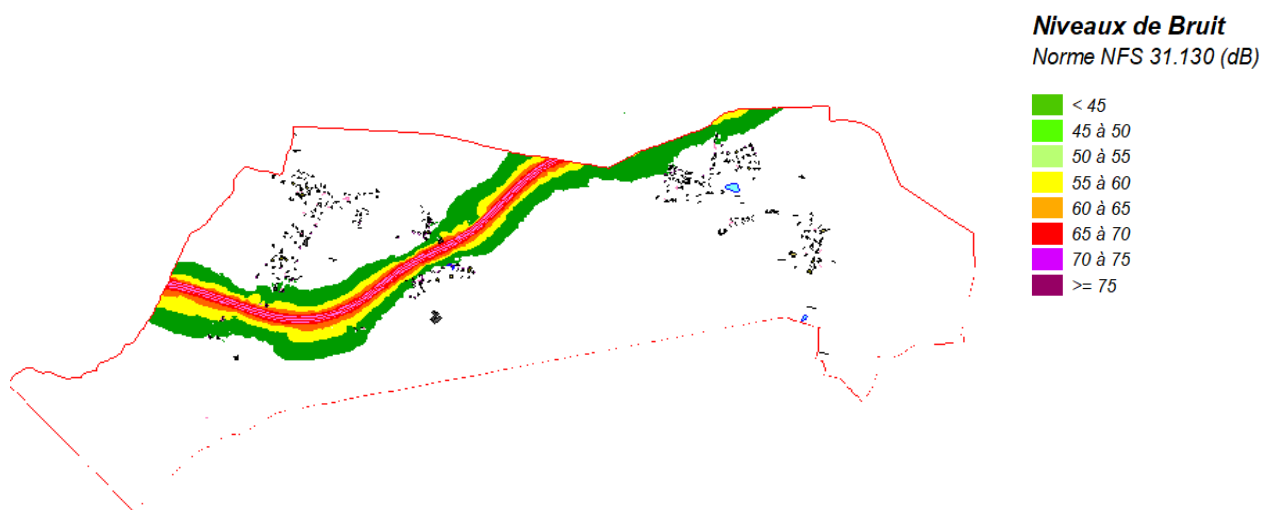 Niveaux de Bruit
Norme NFS 31.130 (dB)
< 45
45 à 50
50 à 55
55 à 60
60 à 65
65 à 70
70 à 75
>= 75